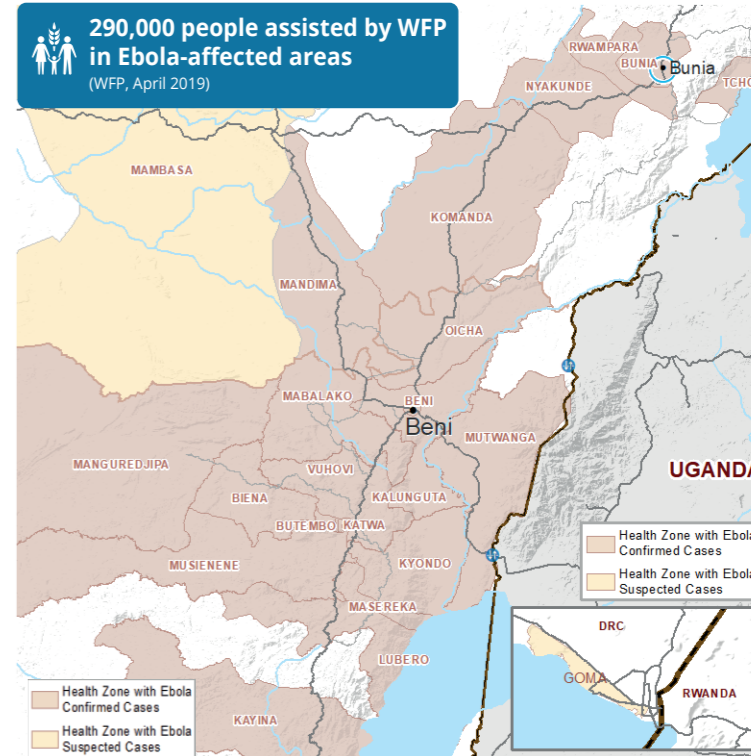 290,000 people assisted by WFP
in Ebola-affected areas
(WFP, April 2019)
RWAMPARA
BUNIA
Bunia
NYAKUNDE
TCHO
MAMBASA
KOMANDA
MANDIMA
OICHA
MABALAKO
BENI
Beni
MUTWANGA
MANGUREDJIPA
VUHOVI
UGANDA
BIENA
KALUNGUTA
BUTEMBO
KATWA
Health Zone with Ebola
Confirmed Cases
MUSIENENE
KYONDO
Health Zone with Ebola
Suspected Cases
MASEREKA
DRC
LUBERO
GOMA
RWANDA
Health Zone with Ebola
Confirmed Cases
KAYINA
Health Zone with Ebola
Suspected Cases